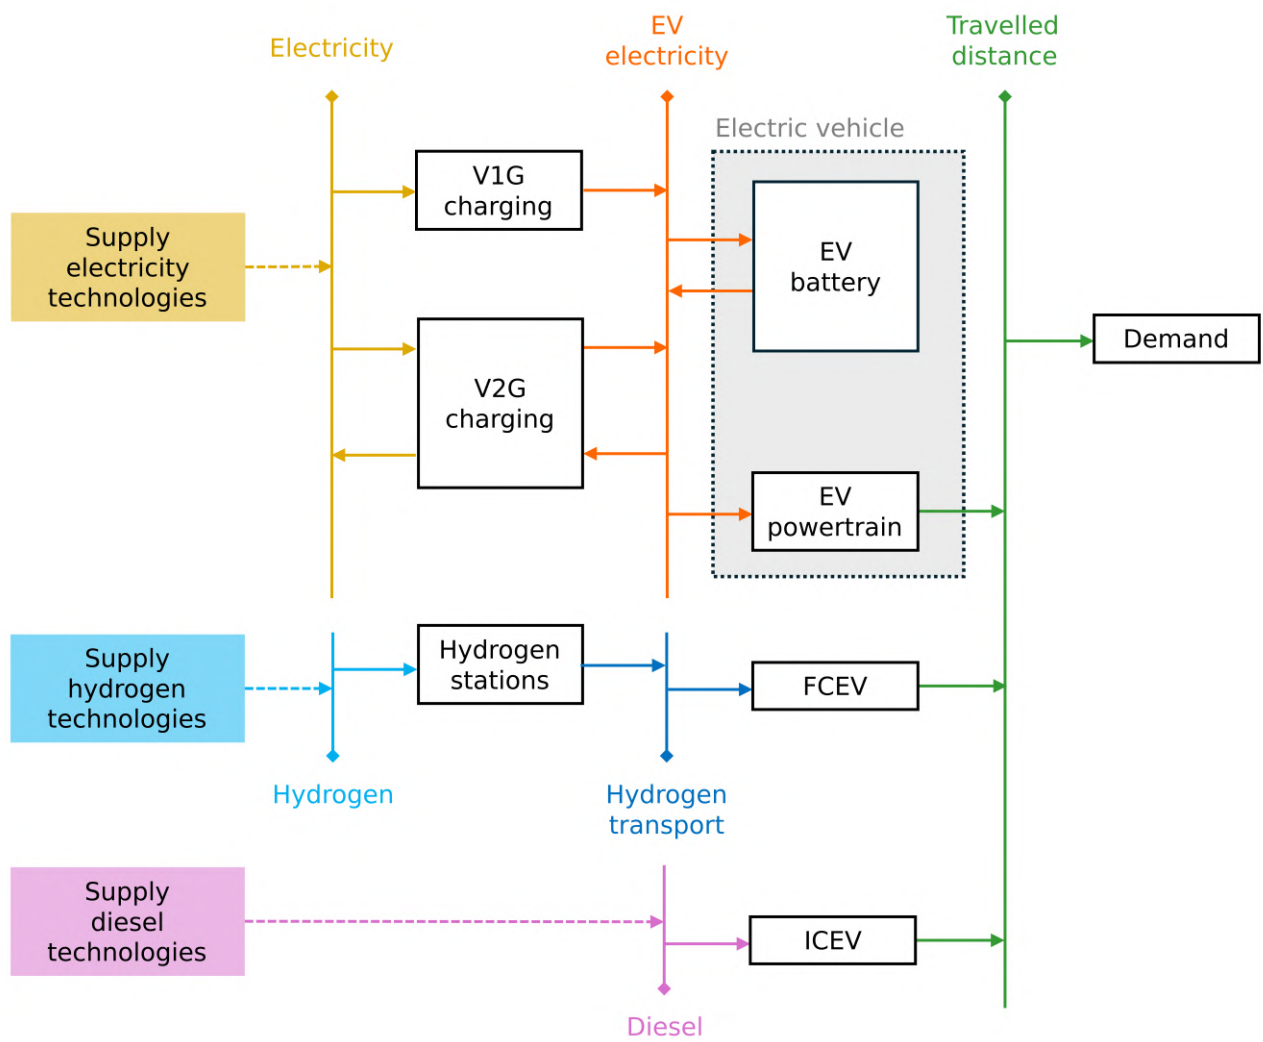 Electricity
EV
electricity
Travelled
distance
Electric vehicle
V1G
charging
Supply
electricity
technologies
EV
battery
Demand
V2G
charging
EV
powertrain
Supply
hydrogen
technologies
Hydrogen
stations
FCEV
Hydrogen
Hydrogen
transport
Supply
diesel
technologies
ICEV
Diesel